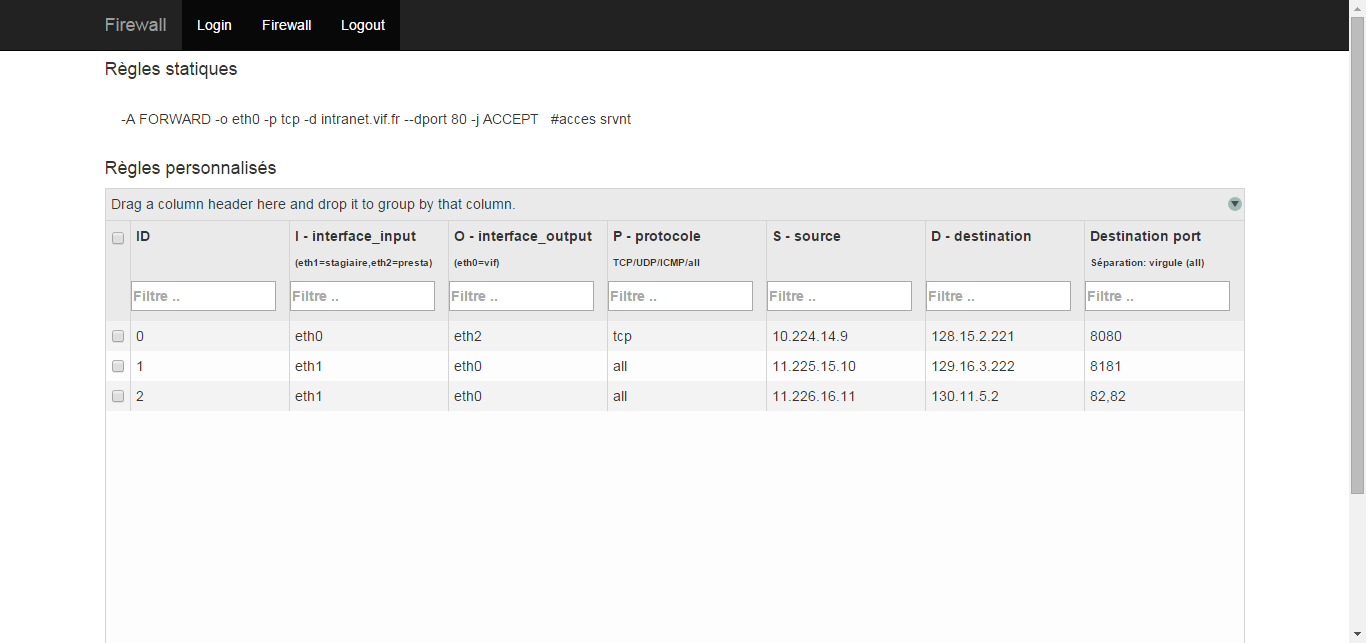 Firewall Login Firewall Logout
Règles statiques
-A FORWARD -o eth0 -p tcp -d intranet.vif.fr --dport 80 -j ACCEPT #acces srvnt
Règles personnalisés
Drag a column header here and drop it to group by that column.
ID I - interface_input O - interface_output P - protocole S - source D - destination Destination port
(eth1=stagiaire,eth2=presta) (eth0=vif) TCP/UDP/ICMP/all Séparation: virgule (all)
Filtre .. Filtre .. Filtre .. Filtre .. Filtre .. Filtre .. Filtre ..
0 eth0 eth2 tcp 10.224.14.9 128.15.2.221 8080
1 eth1 eth0 all 11.225.15.10 129.16.3.222 8181
2 eth1 eth0 all 11.226.16.11 130.11.5.2 82,82